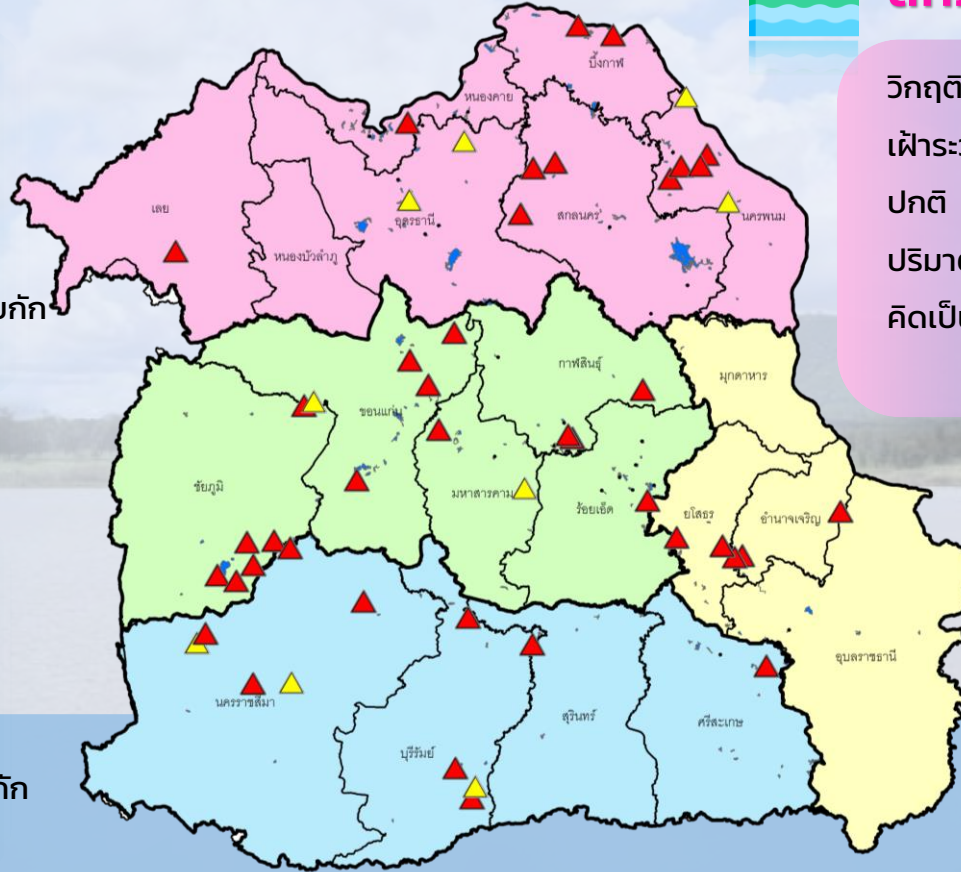 วิกฤติ
เฝ้าระ
ปกติ
ปริมา
คิดเป็
กัก
กัก
บึงกาฬ
หนองคาย
เลย
หนองบัวลำภู
อุดรธานี
สกลนคร
นครพนม
ชัยภูมิ
ขอนแก่น
กาฬสินธุ์
มหาสารคาม
ร้อยเอ็ด
มุกดาหาร
ยโสธร
อำนาจเจริญ
อุบลราชธานี
นครราชสีมา
บุรีรัมย์
สุรินทร์
ศรีสะเกษ